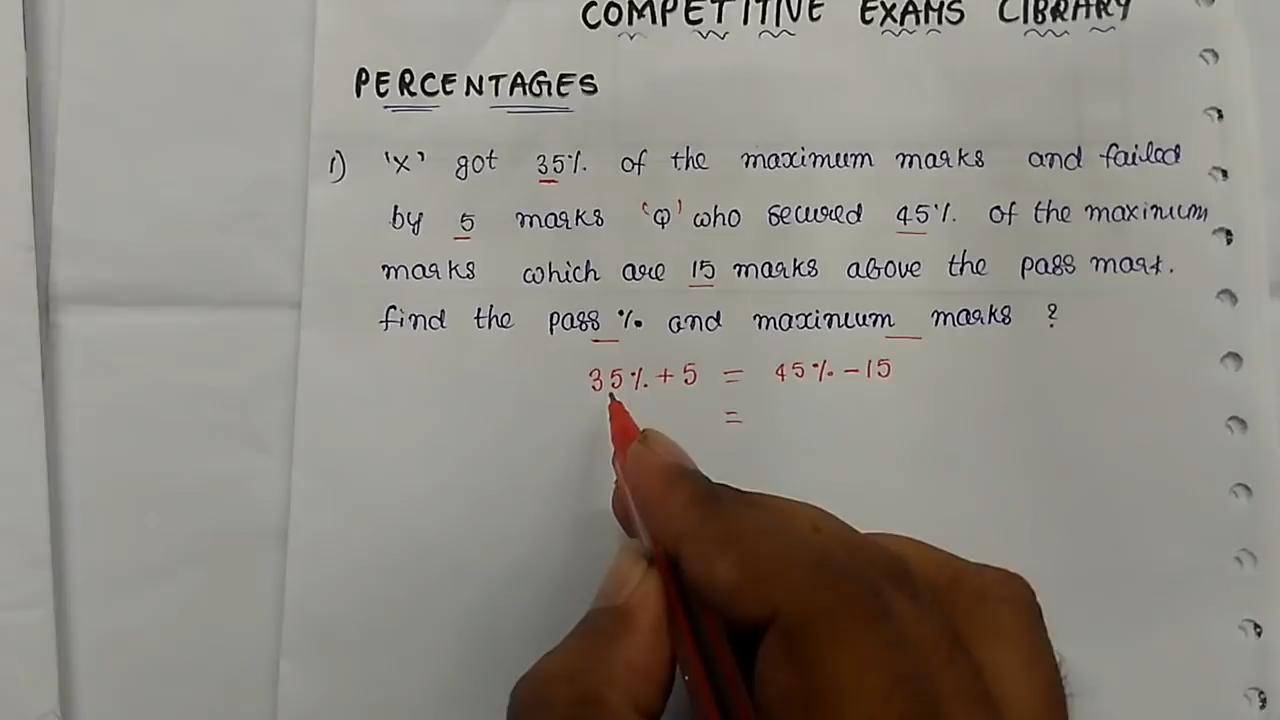 COMPETITIVE EXAMS LIBRARY
PERCENTAGES
1) 'x' got 35% of the maximum marks and failed
by 5 marks 'φ' who secured 45% of the maximum
marks which are 15 marks above the pass mark.
find the pass % and maximum marks ?
35% + 5 = 45% - 15
=